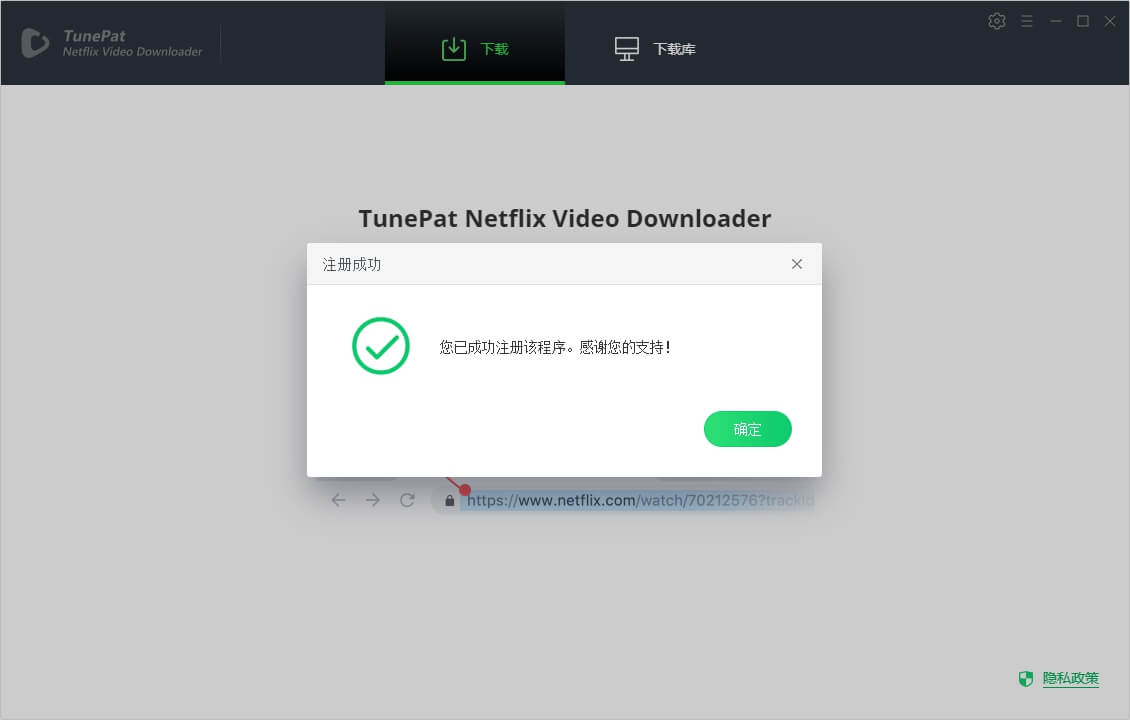 TunePat
Netflix Video Downloader
下载
下载库
TunePat Netflix Video Downloader
注册成功
您已成功注册该程序。感谢您的支持！
确定
https://www.netflix.com/watch/70212576?trackId
隐私政策